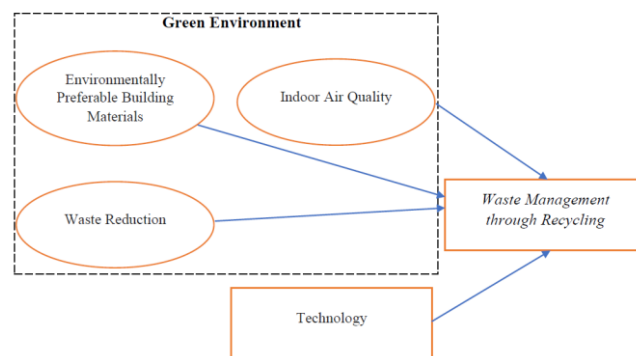 Green Environment
Environmentally
Preferable Building
Materials
Indoor Air Quality
Waste Reduction
Waste Management
through Recycling
Technology